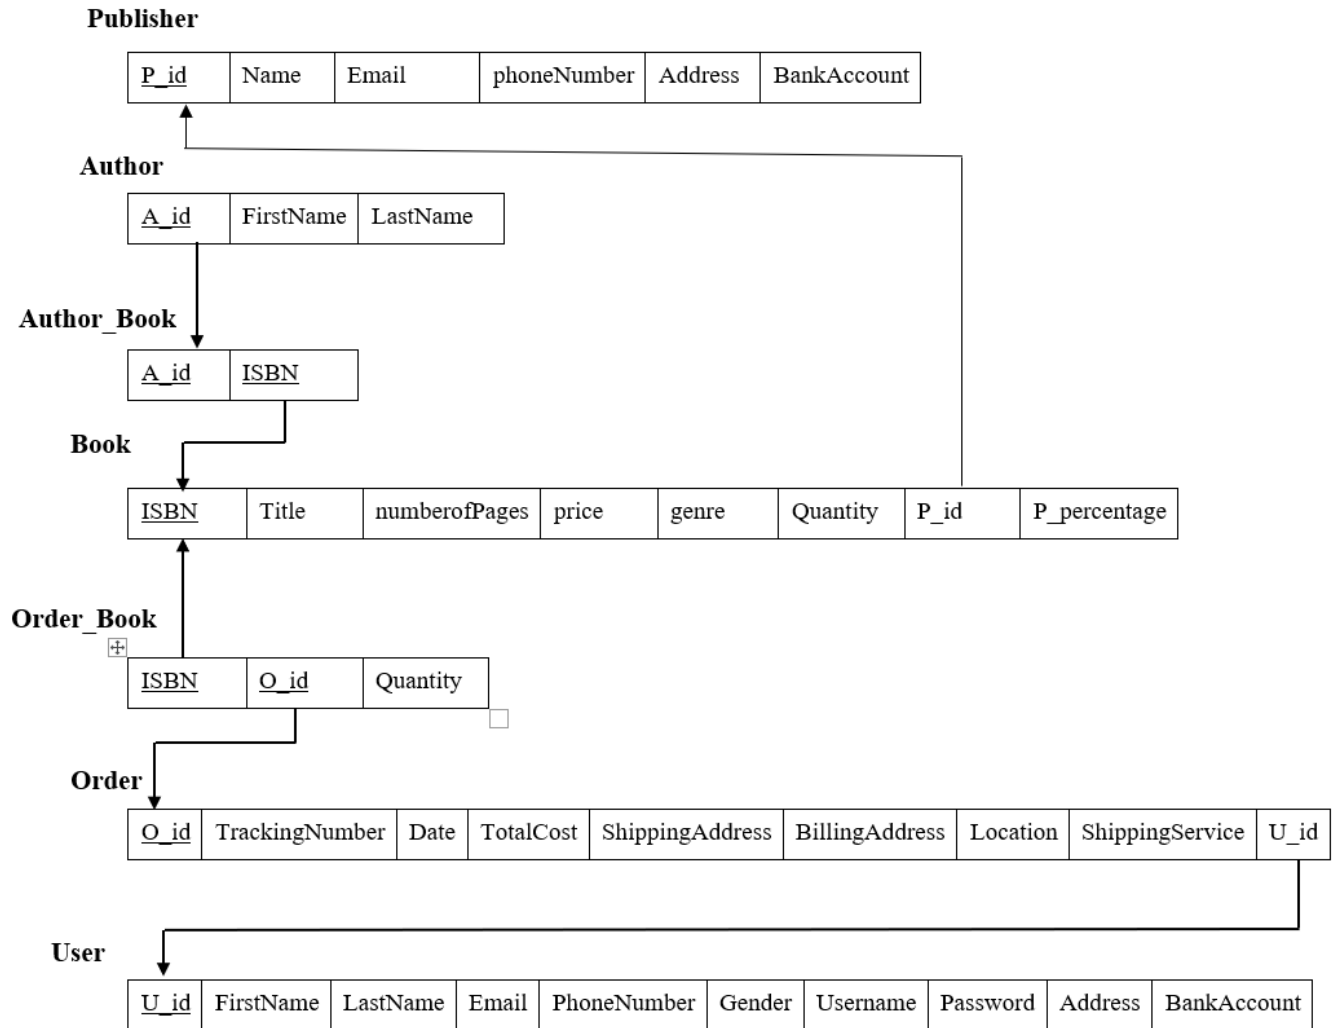 Publisher
P_id Name Email phoneNumber Address BankAccount
Author
A_id FirstName LastName
Author_Book
A_id ISBN
Book
ISBN Title numberofPages price genre Quantity P_id P_percentage
Order_Book
ISBN O_id Quantity
Order
O_id TrackingNumber Date TotalCost ShippingAddress BillingAddress Location ShippingService U_id
User
U_id FirstName LastName Email PhoneNumber Gender Username Password Address BankAccount